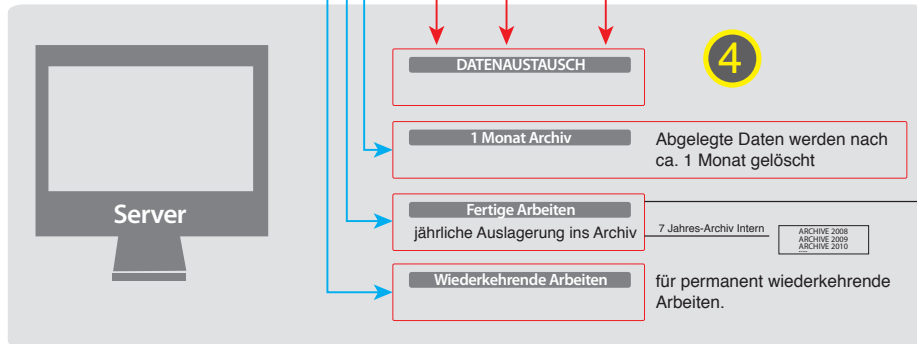 4
DATENAUSTAUSCH
1 Monat Archiv
Abgelegte Daten werden nach
ca. 1 Monat gelöscht
Server
Fertige Arbeiten
jährliche Auslagerung ins Archiv
7 Jahres-Archiv Intern
ARCHIVE 2008
ARCHIVE 2009
ARCHIVE 2010
....
Wiederkehrende Arbeiten
für permanent wiederkehrende
Arbeiten.